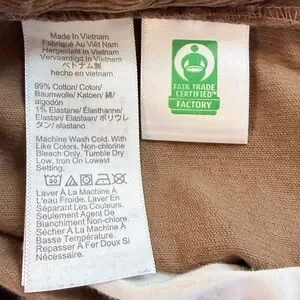 Made In Vietnam
Fabriqué Au Việt Nam
Hergestellt In Vietnam
Vervaardigd In Vietnam
ベトナム製
hecho en vietnam
99% Cotton/ Coton/
Baumwolle/ Katoen/ 綿/
algodón
1% Elastane/ Élasthanne/
Elastan/ Elastaan/ ポリウレ
タン/ elastano
Machine Wash Cold. With
Like Colors, Non-chlorine
Bleach Only, Tumble Dry
Low, Iron On Lowest
Setting.
30
Laver À La Machine À
L'eau Froide. Laver En
Séparant Les Couleurs.
Seulement Agent De
Blanchiment Non-chlore.
Sécher À La Machine À
Basse Température.
Repasser À Fer Doux Si
Nécessaire.
FAIR TRADE
CERTIFIED™
FACTORY